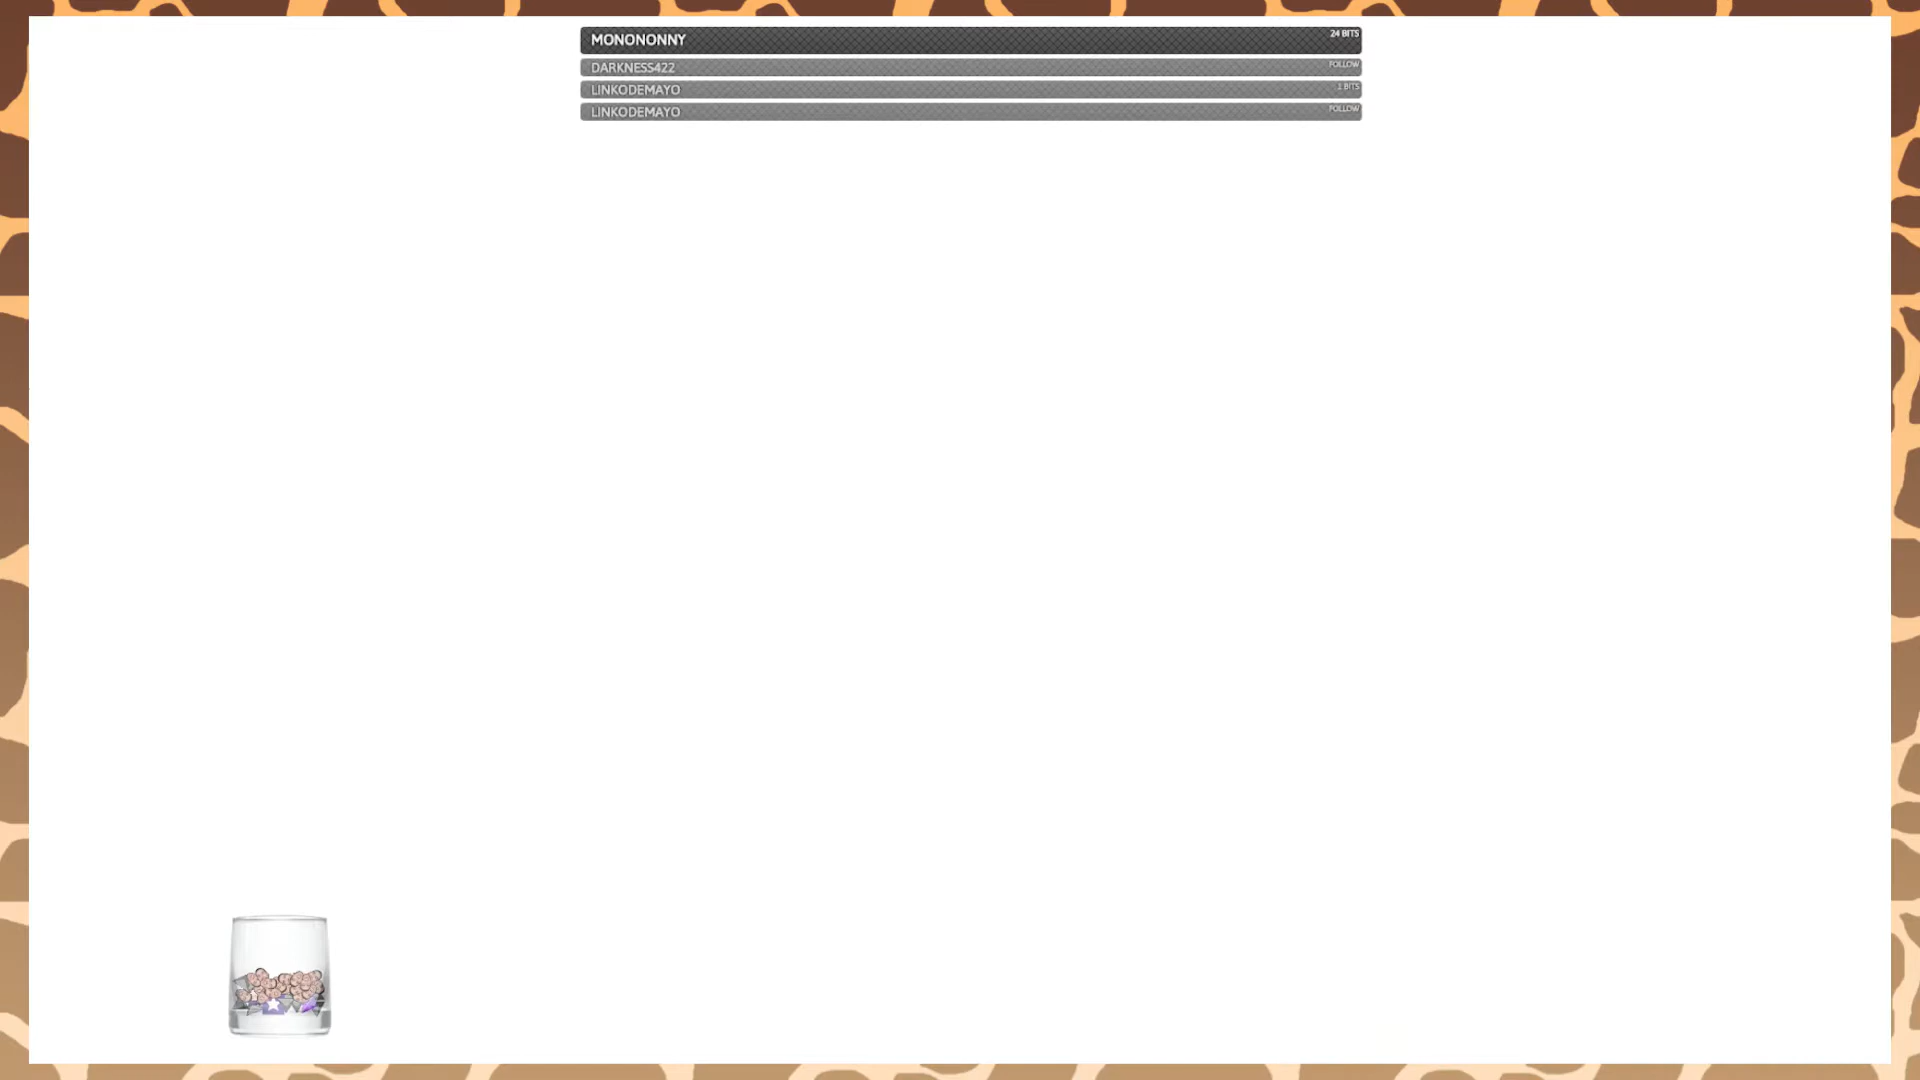 MONONONNY 24 BITS
DARKNESS422 FOLLOW
LINKODEMAYO 1 BITS
LINKODEMAYO FOLLOW